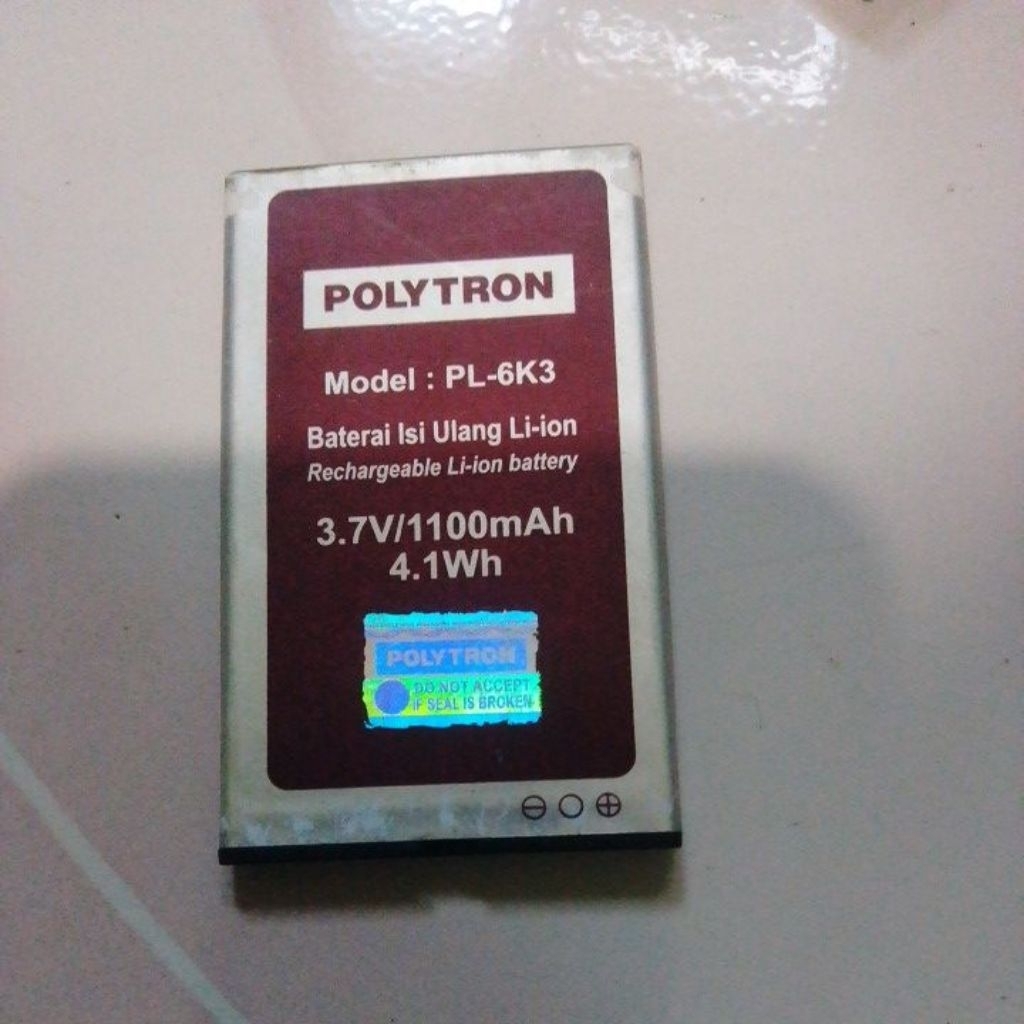 POLYTRON
Model : PL-6K3
Baterai Isi Ulang Li-ion
Rechargeable Li-ion battery
3.7V/1100mAh
4.1Wh
POLYTRON
DO NOT ACCEPT
IF SEAL IS BROKEN